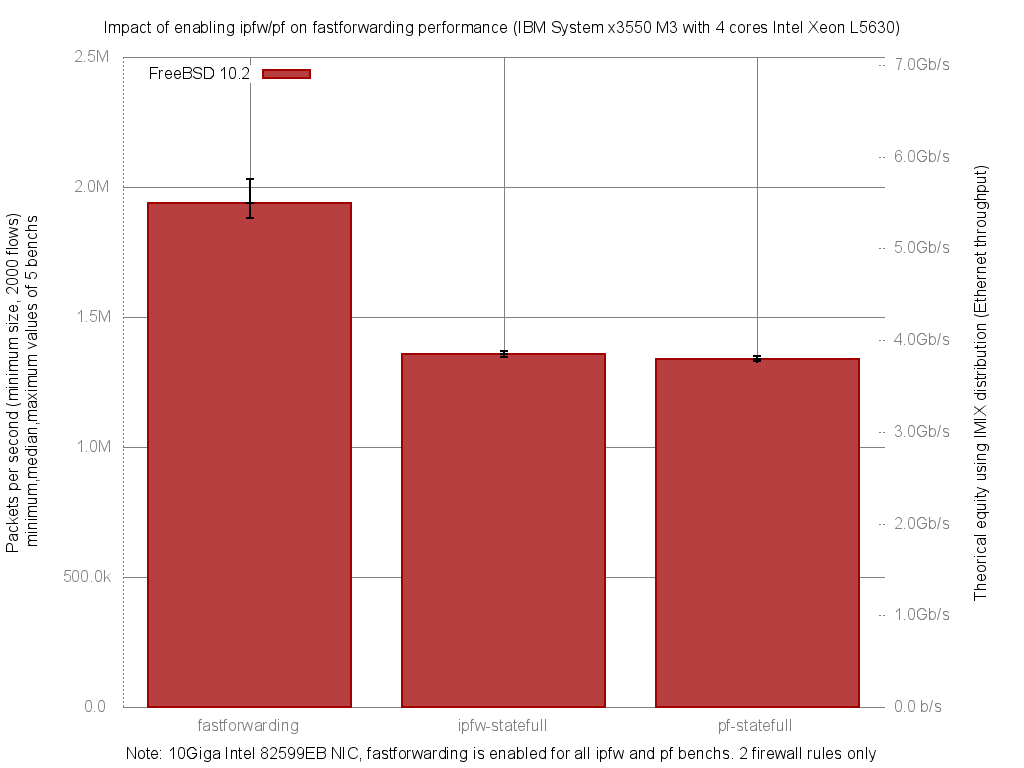 Impact of enabling ipfw/pf on fastforwarding performance (IBM System x3550 M3 with 4 cores Intel Xeon L5630)
FreeBSD 10.2
Packets per second (minimum size, 2000 flows)
minimum,median,maximum values of 5 benchs
2.5M
2.0M
1.5M
1.0M
500.0k
0.0
7.0Gb/s
6.0Gb/s
5.0Gb/s
4.0Gb/s
3.0Gb/s
2.0Gb/s
1.0Gb/s
0.0 b/s
Theorical equity using IMIX distribution (Ethernet throughput)
fastforwarding
ipfw-statefull
pf-statefull
Note: 10Giga Intel 82599EB NIC, fastforwarding is enabled for all ipfw and pf benchs. 2 firewall rules only